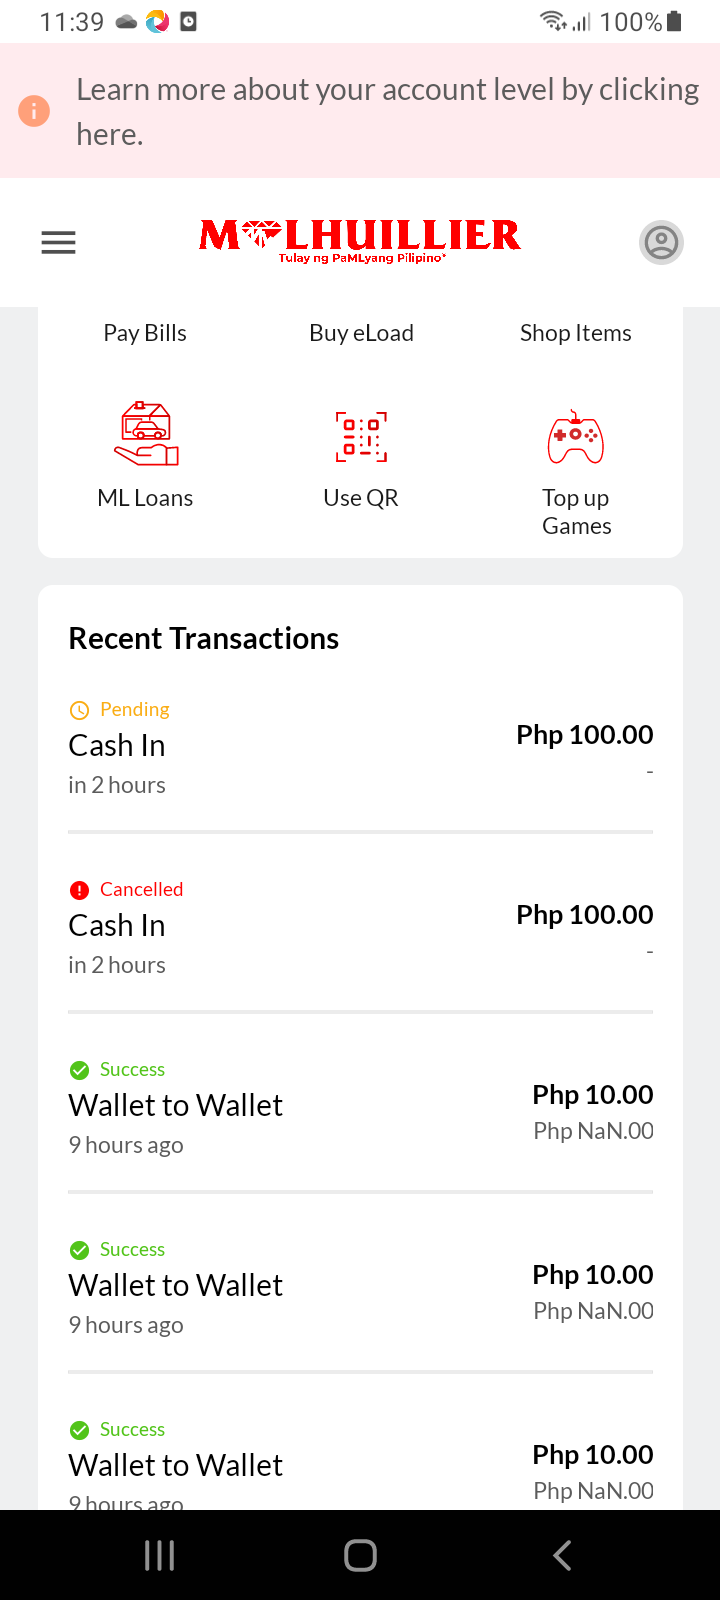 11:39
100%
Learn more about your account level by clicking
here.
M LHUILLIER
Tulay ng PaMLyang Pilipino
Pay Bills
Buy eLoad
Shop Items
ML Loans
Use QR
Top up
Games
Recent Transactions
Pending
Cash In
in 2 hours
Php 100.00
-
Cancelled
Cash In
in 2 hours
Php 100.00
-
Success
Wallet to Wallet
9 hours ago
Php 10.00
Php NaN.00
Success
Wallet to Wallet
9 hours ago
Php 10.00
Php NaN.00
Success
Wallet to Wallet
9 hours ago
Php 10.00
Php NaN.00